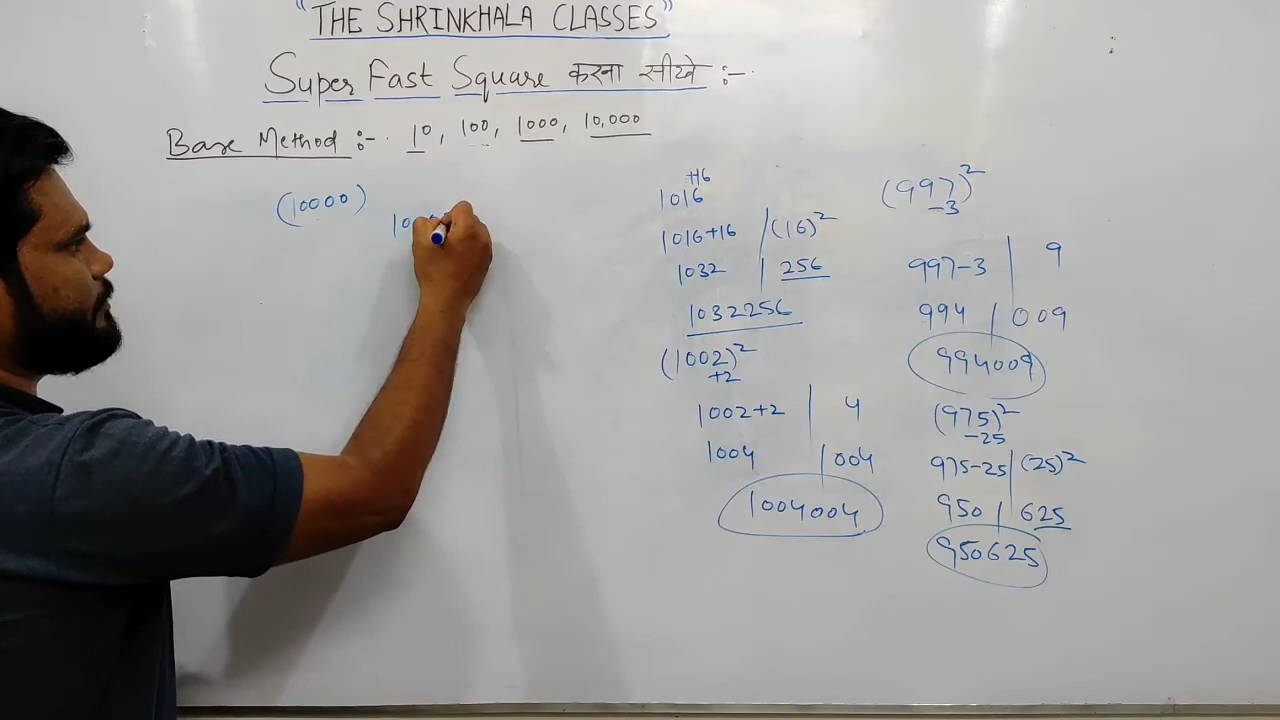 "THE SHRINKHALA CLASSES"
Super Fast Square करना सीखे :-
Base Method :- 10, 100, 1000, 10,000
(10000)
+16
1016
1016+16 | (16)²
1032 | 256
1032256
(1002)²
+2
1002+2 | 4
1004 | 004
1004004
(997)²
-3
997-3 | 9
994 | 009
994009
(975)²
-25
975-25 | (25)²
950 | 625
950625